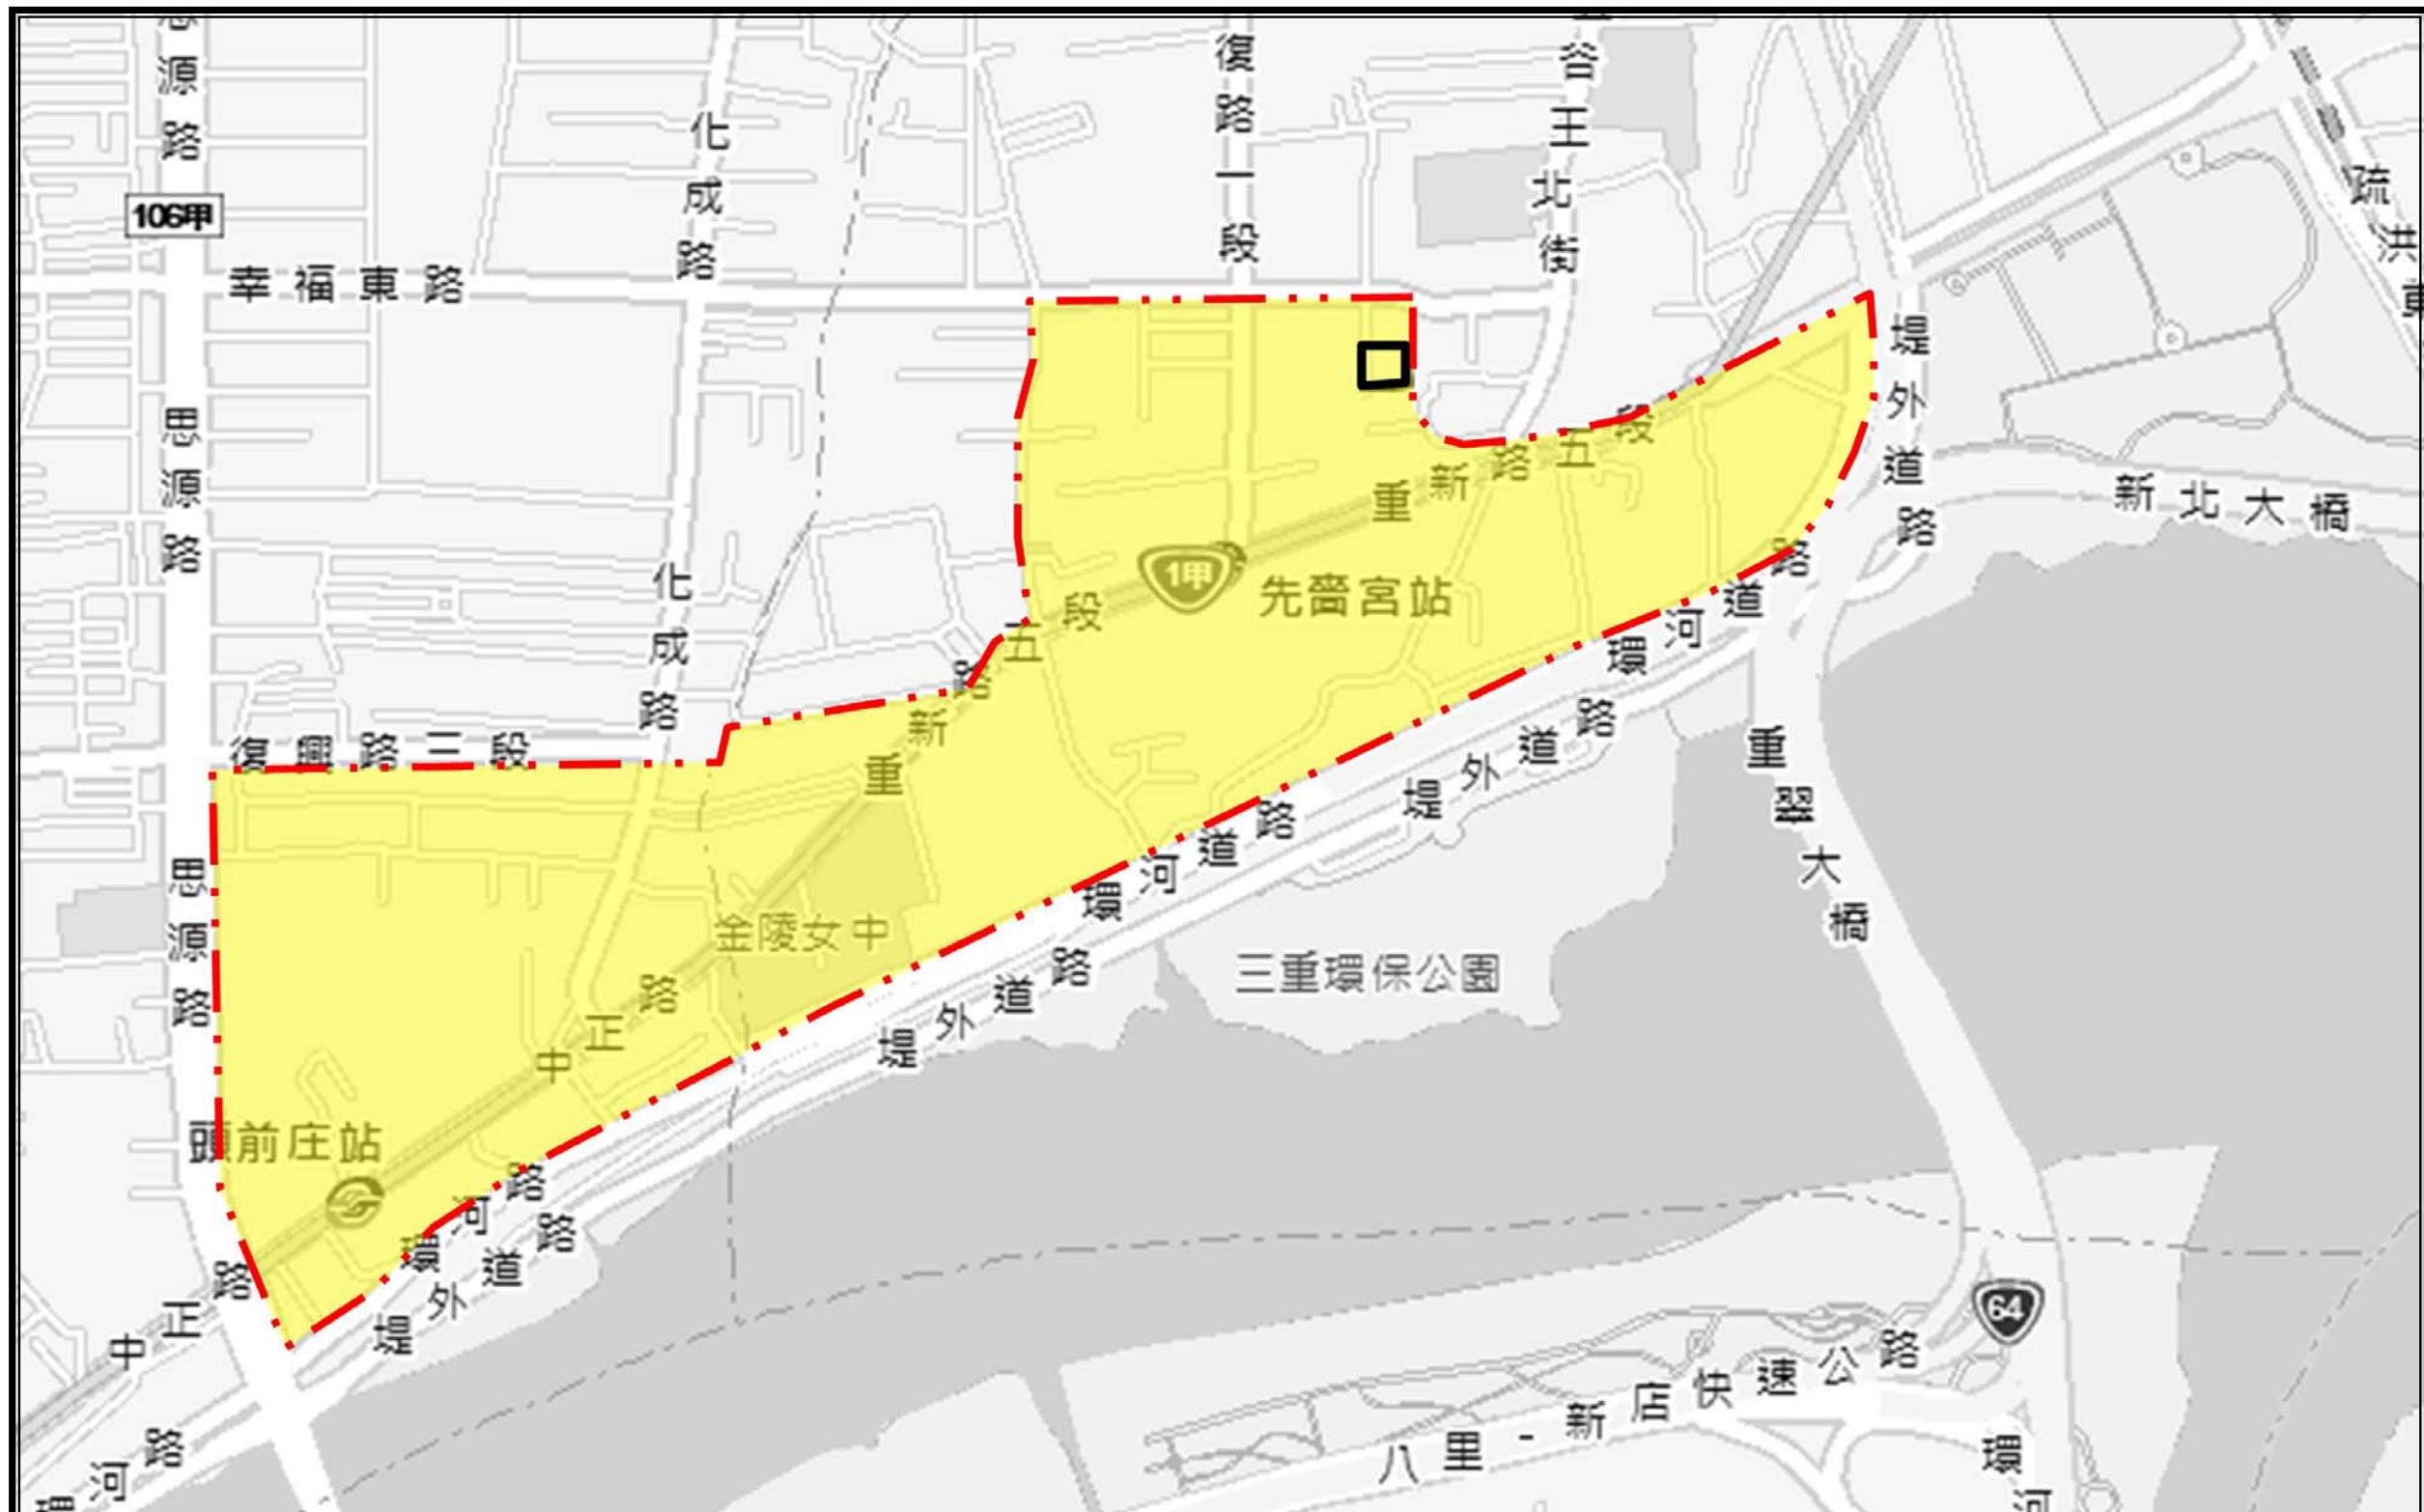 源路
復路一段
谷王北街
化成路
106甲
疏洪
幸福東路
堤外道路
思源路
新北大橋
重新路五段
1甲
先嗇宮站
化成路
重新路五段
環河道路
堤外道路
復興路三段
重翠大橋
環河道路
思源路
金陵女中
三重環保公園
堤外道路
中正路
頭前庄站
環河路
堤外道路
中正路
64
八里-新店快速公路
環河
河路